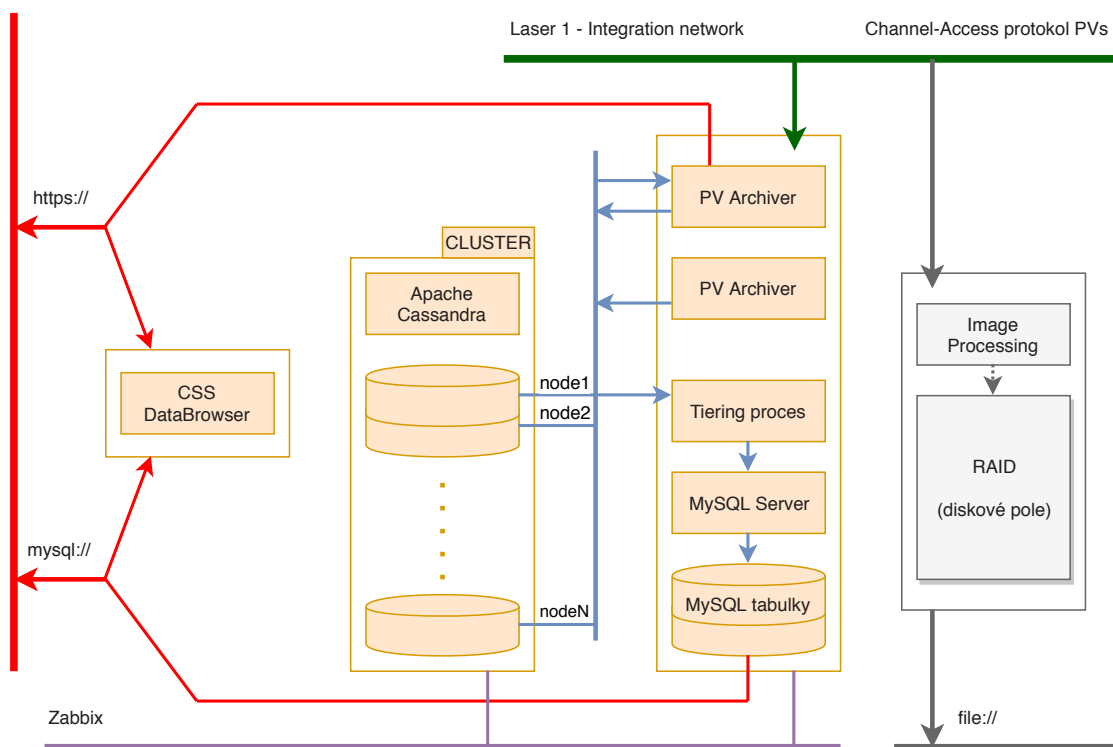 Laser 1 - Integration network
Channel-Access protokol PVs
https://
PV Archiver
CLUSTER
Apache
Cassandra
PV Archiver
Image
Processing
CSS
DataBrowser
node1
node2
Tiering proces
RAID
(diskové pole)
MySQL Server
mysql://
MySQL tabulky
nodeN
Zabbix
file://